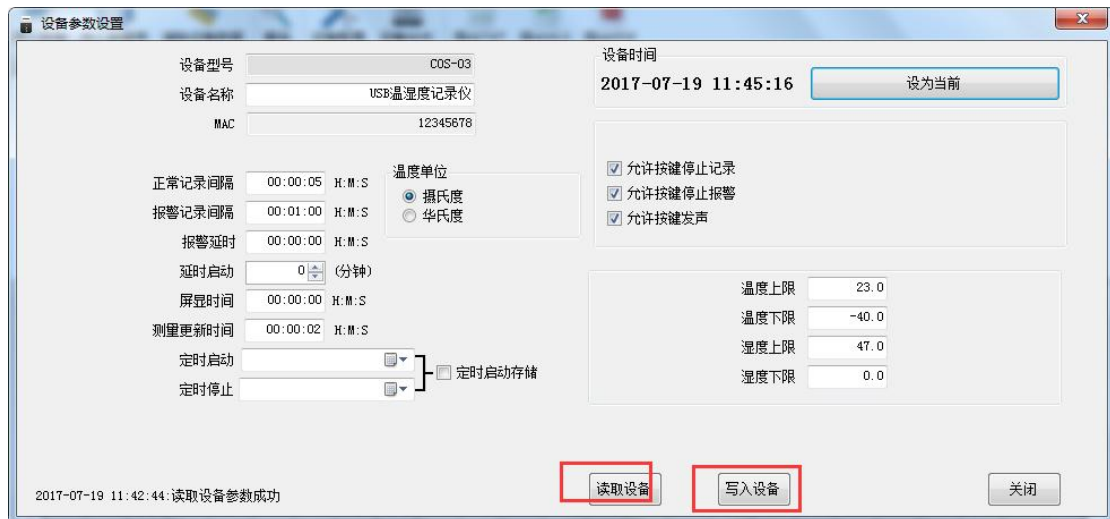 设备参数设置
设备型号 COS-03
设备名称 USB温湿度记录仪
MAC 12345678
正常记录间隔 00:00:05 H:M:S
报警记录间隔 00:01:00 H:M:S
报警延时 00:00:00 H:M:S
延时启动 0 (分钟)
屏显时间 00:00:00 H:M:S
测量更新时间 00:00:02 H:M:S
定时启动
定时停止
定时启动存储
温度单位
摄氏度
华氏度
设备时间
2017-07-19 11:45:16 设为当前
允许按键停止记录
允许按键停止报警
允许按键发声
温度上限 23.0
温度下限 -40.0
湿度上限 47.0
湿度下限 0.0
2017-07-19 11:42:44:读取设备参数成功
读取设备 写入设备 关闭